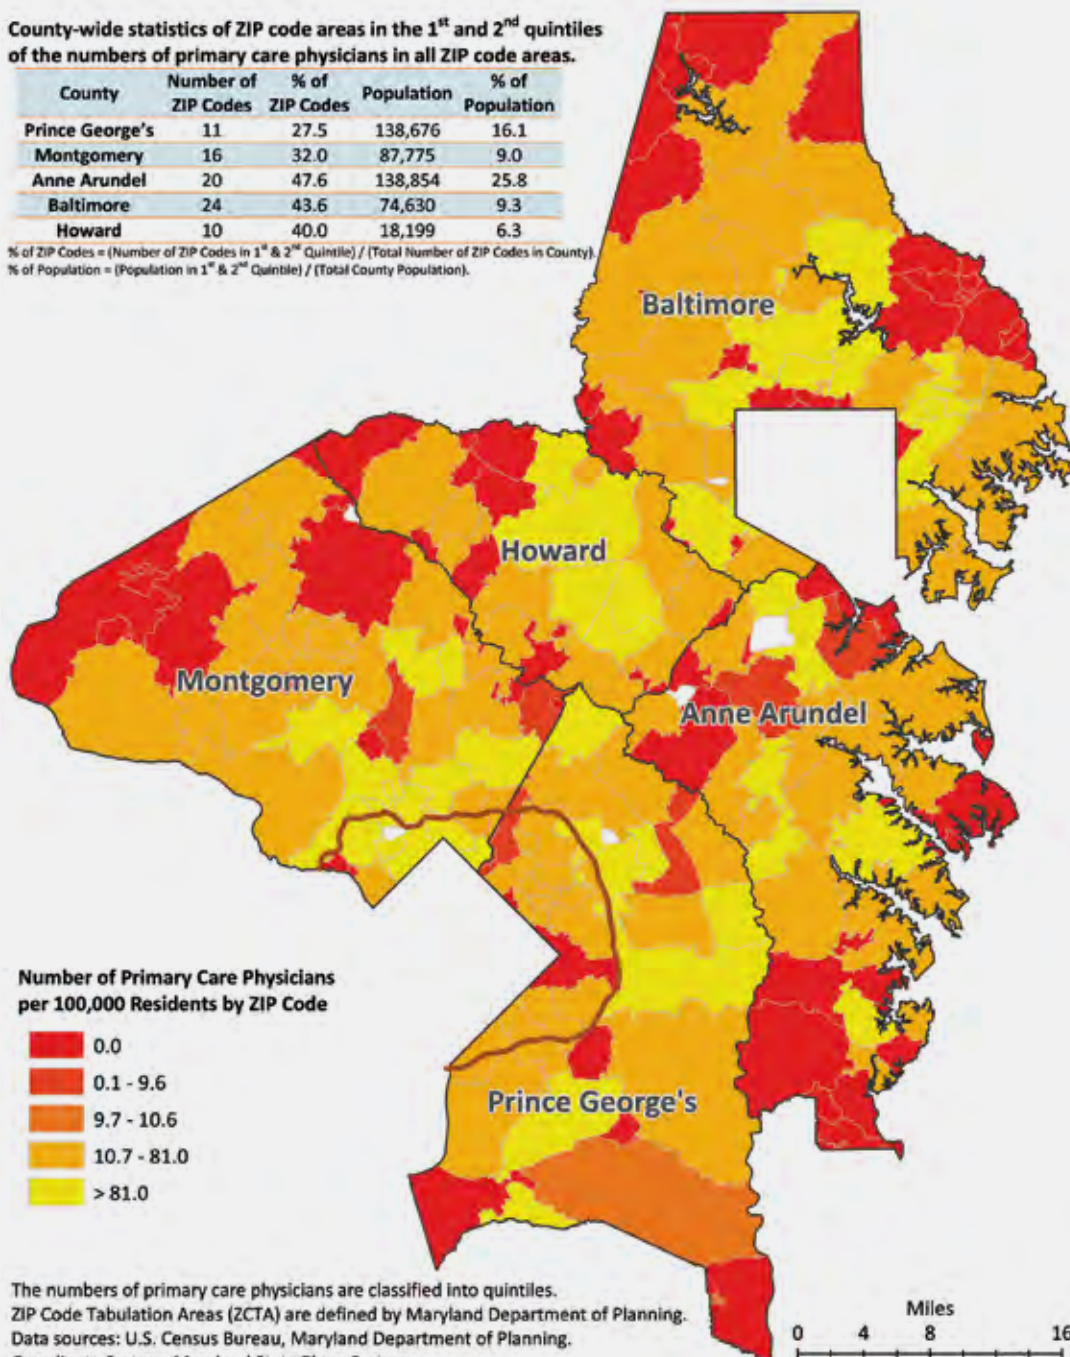 County-wide statistics of ZIP code areas in the 1st and 2nd quintiles
of the numbers of primary care physicians in all ZIP code areas.
County Number of ZIP Codes % of ZIP Codes Population % of Population
Prince George's 11 27.5 138,676 16.1
Montgomery 16 32.0 87,775 9.0
Anne Arundel 20 47.6 138,854 25.8
Baltimore 24 43.6 74,630 9.3
Howard 10 40.0 18,199 6.3
% of ZIP Codes = (Number of ZIP Codes in 1st & 2nd Quintile) / (Total Number of ZIP Codes in County).
% of Population = (Population in 1st & 2nd Quintile) / (Total County Population).
Baltimore
Howard
Montgomery
Anne Arundel
Prince George's
Number of Primary Care Physicians
per 100,000 Residents by ZIP Code
0.0
0.1 - 9.6
9.7 - 10.6
10.7 - 81.0
> 81.0
The numbers of primary care physicians are classified into quintiles.
ZIP Code Tabulation Areas (ZCTA) are defined by Maryland Department of Planning.
Data sources: U.S. Census Bureau, Maryland Department of Planning.
Miles
0 4 8 16